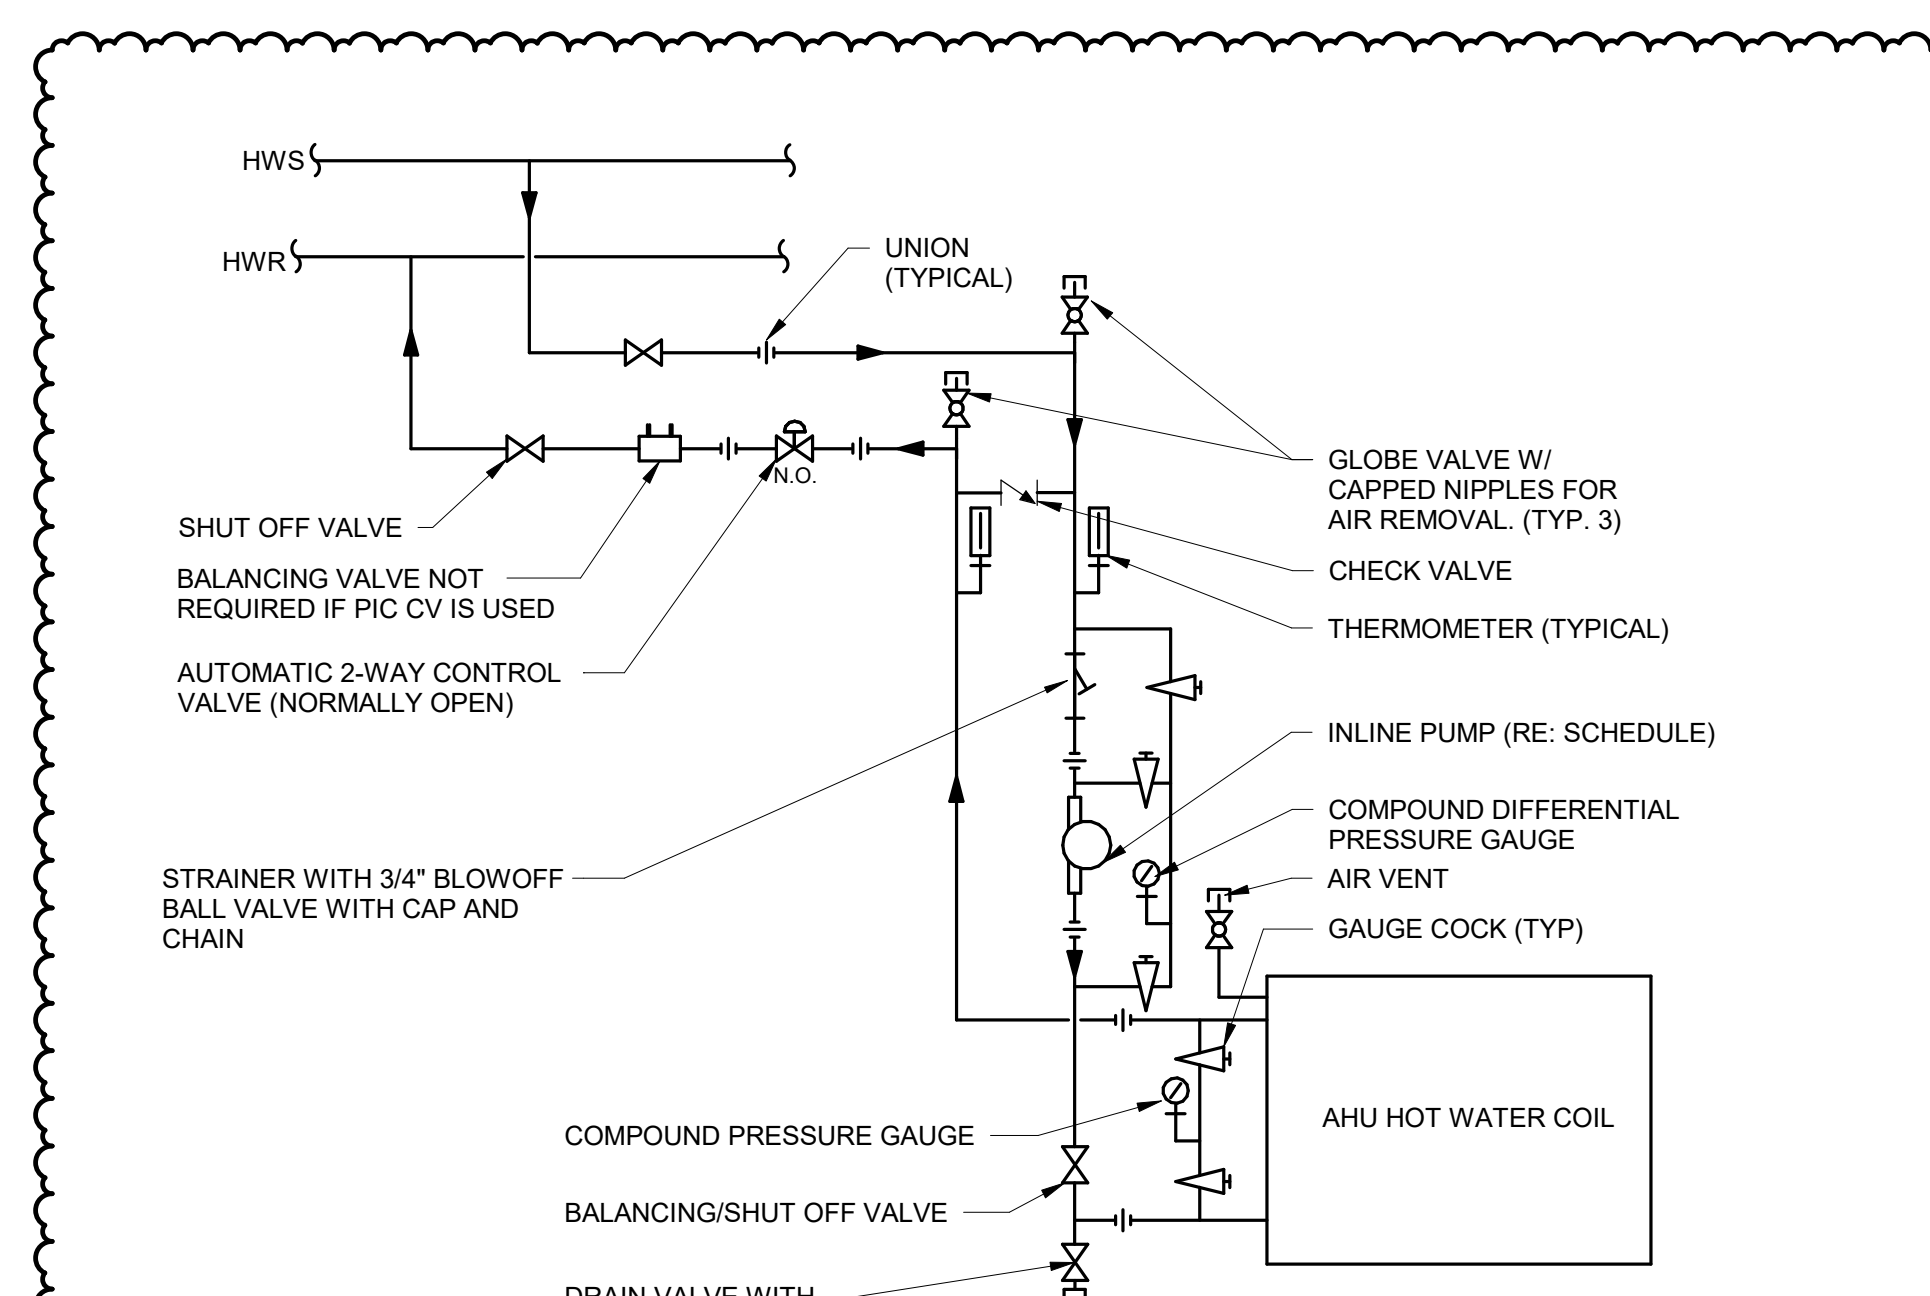 HWS
HWR
UNION
(TYPICAL)
N.O.
GLOBE VALVE W/
CAPPED NIPPLES FOR
AIR REMOVAL. (TYP. 3)
SHUT OFF VALVE
CHECK VALVE
BALANCING VALVE NOT
REQUIRED IF PIC CV IS USED
THERMOMETER (TYPICAL)
AUTOMATIC 2-WAY CONTROL
VALVE (NORMALLY OPEN)
INLINE PUMP (RE: SCHEDULE)
COMPOUND DIFFERENTIAL
PRESSURE GAUGE
STRAINER WITH 3/4" BLOWOFF
BALL VALVE WITH CAP AND
CHAIN
AIR VENT
GAUGE COCK (TYP)
AHU HOT WATER COIL
COMPOUND PRESSURE GAUGE
BALANCING/SHUT OFF VALVE
DRAIN VALVE WITH